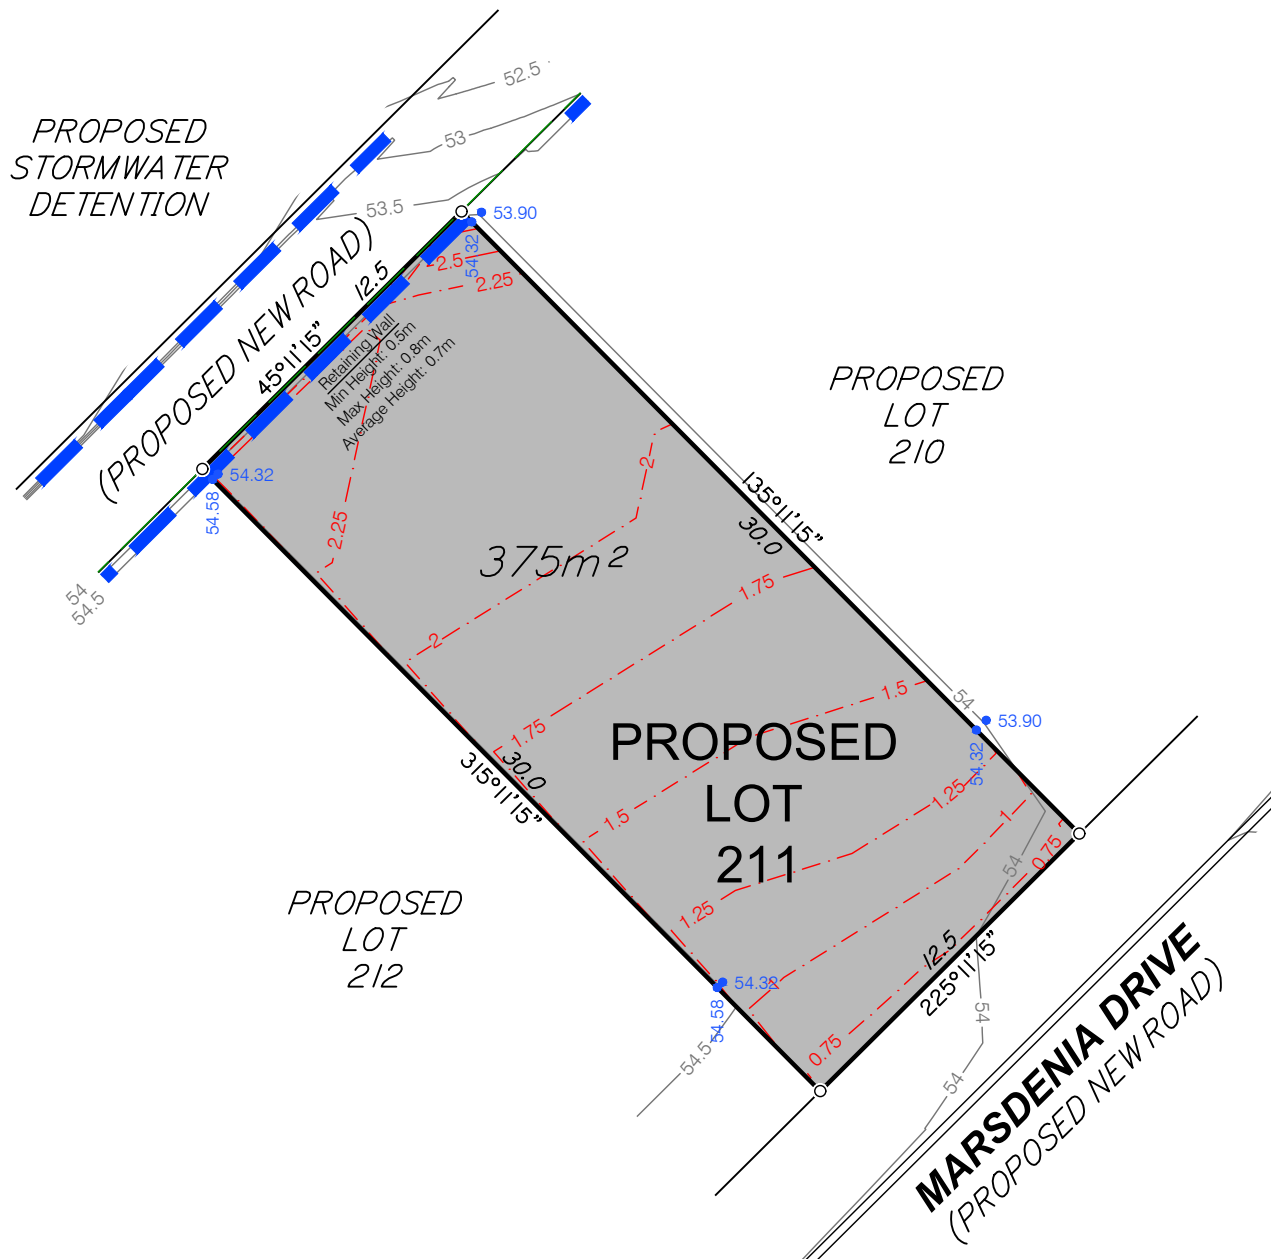 52.5
53
53.5
PROPOSED
STORMWATER
DETENTION
(PROPOSED NEW ROAD)
12.5
45°11'15"
53.90
54.32
2.5
2.25
Retaining Wall
Min Height: 0.5m
Max Height: 0.8m
Average Height: 0.7m
PROPOSED
LOT
210
54.32
54.58
2.25
2
135°11'15"
30.0
375m²
54
54.5
1.75
2
1.5
54
53.90
54.32
1.75
30.0
315°11'15"
PROPOSED
LOT
211
1.25
1
1.5
0.75
54
1.25
PROPOSED
LOT
212
12.5
225°11'15"
54.32
54.58
54.5
0.75
54
54
MARSDENIA DRIVE
(PROPOSED NEW ROAD)